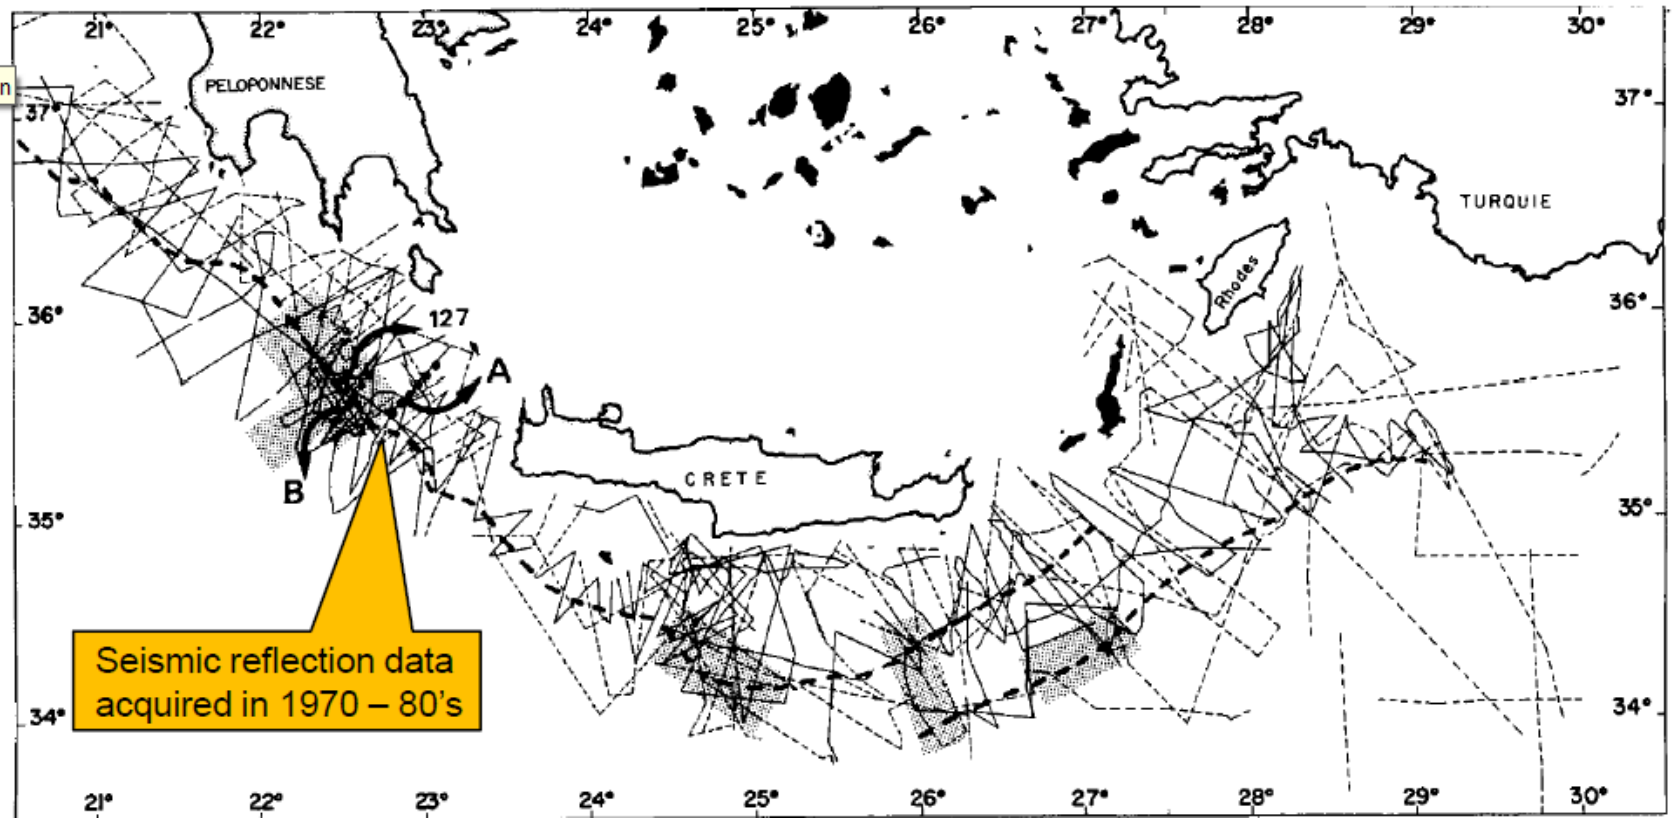 21° 22° 23° 24° 25° 26° 27° 28° 29° 30°
PELOPONNESE
n
37° 37°
TURQUIE
Rhodes
36° 36°
127
A
CRETE
B
35° 35°
Seismic reflection data
acquired in 1970 – 80’s
34° 34°
21° 22° 23° 24° 25° 26° 27° 28° 29° 30°